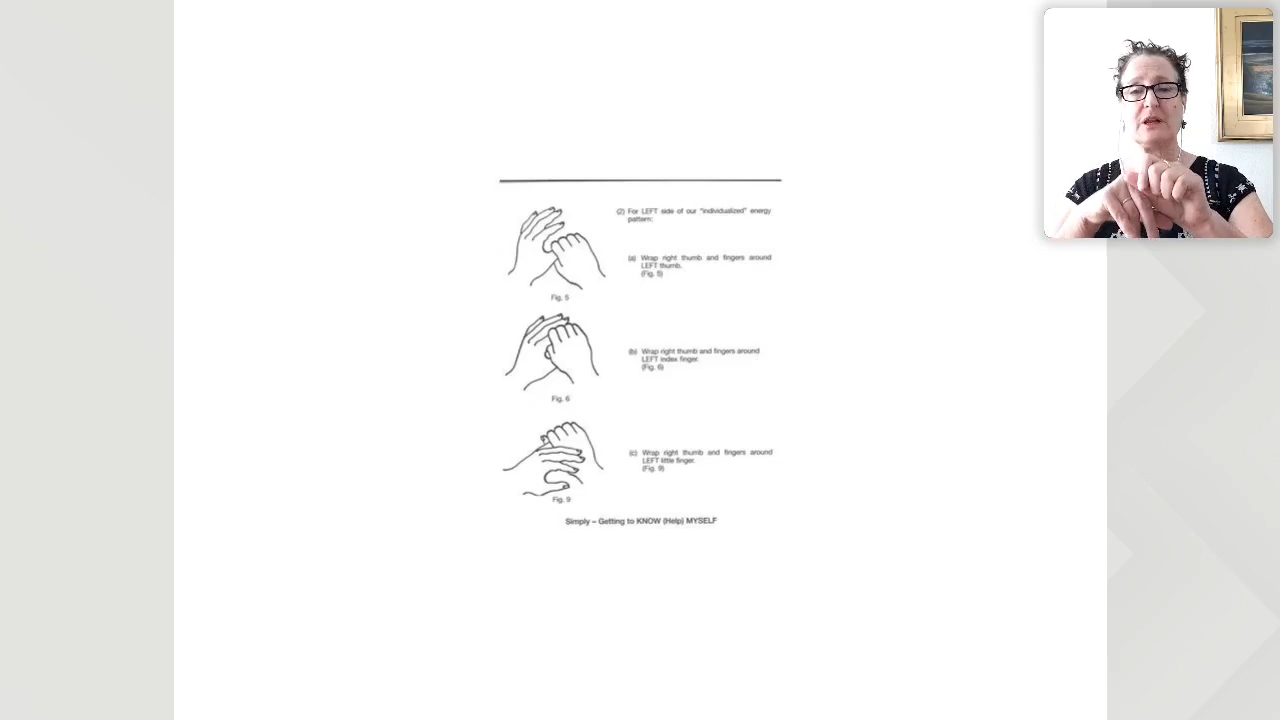 (2) For LEFT side of our "individualized" energy
pattern:
(a) Wrap right thumb and fingers around
LEFT thumb.
(Fig. 5)
Fig. 5
(b) Wrap right thumb and fingers around
LEFT index finger.
(Fig. 6)
Fig. 6
(c) Wrap right thumb and fingers around
LEFT little finger.
(Fig. 9)
Fig. 9
Simply – Getting to KNOW (Help) MYSELF